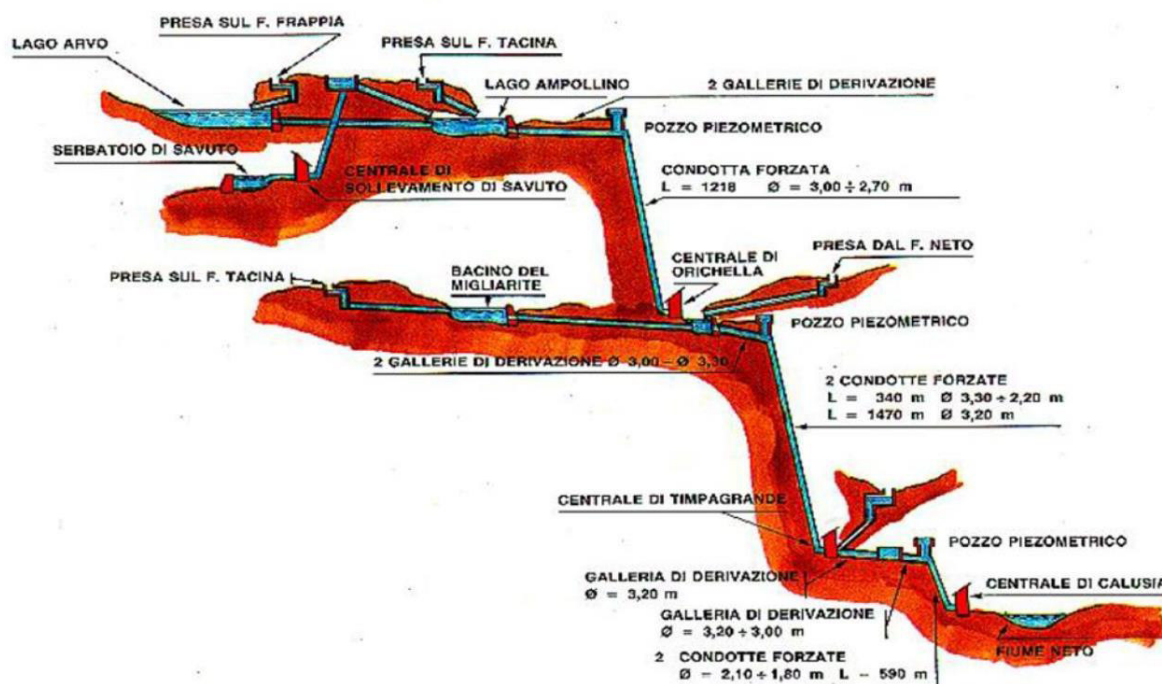 PRESA SUL F. FRAPPIA
LAGO ARVO
PRESA SUL F. TACINA
LAGO AMPOLLINO
2 GALLERIE DI DERIVAZIONE
POZZO PIEZOMETRICO
SERBATOIO DI SAVUTO
CENTRALE DI
SOLLEVAMENTO DI SAVUTO
CONDOTTA FORZATA
L = 1218 Ø = 3,00 ÷ 2,70 m
PRESA DAL F. NETO
CENTRALE DI
ORICHELLA
PRESA SUL F. TACINA
BACINO DEL
MIGLIARITE
POZZO PIEZOMETRICO
2 GALLERIE DI DERIVAZIONE Ø 3,00 – Ø 3,30
2 CONDOTTE FORZATE
L = 340 m Ø 3,30 ÷ 2,20 m
L = 1470 m Ø 3,20 m
CENTRALE DI TIMPAGRANDE
POZZO PIEZOMETRICO
GALLERIA DI DERIVAZIONE
Ø = 3,20 m
CENTRALE DI CALUSIA
GALLERIA DI DERIVAZIONE
Ø = 3,20 ÷ 3,00 m
FIUME NETO
2 CONDOTTE FORZATE
Ø = 2,10 ÷ 1,80 m L – 590 m